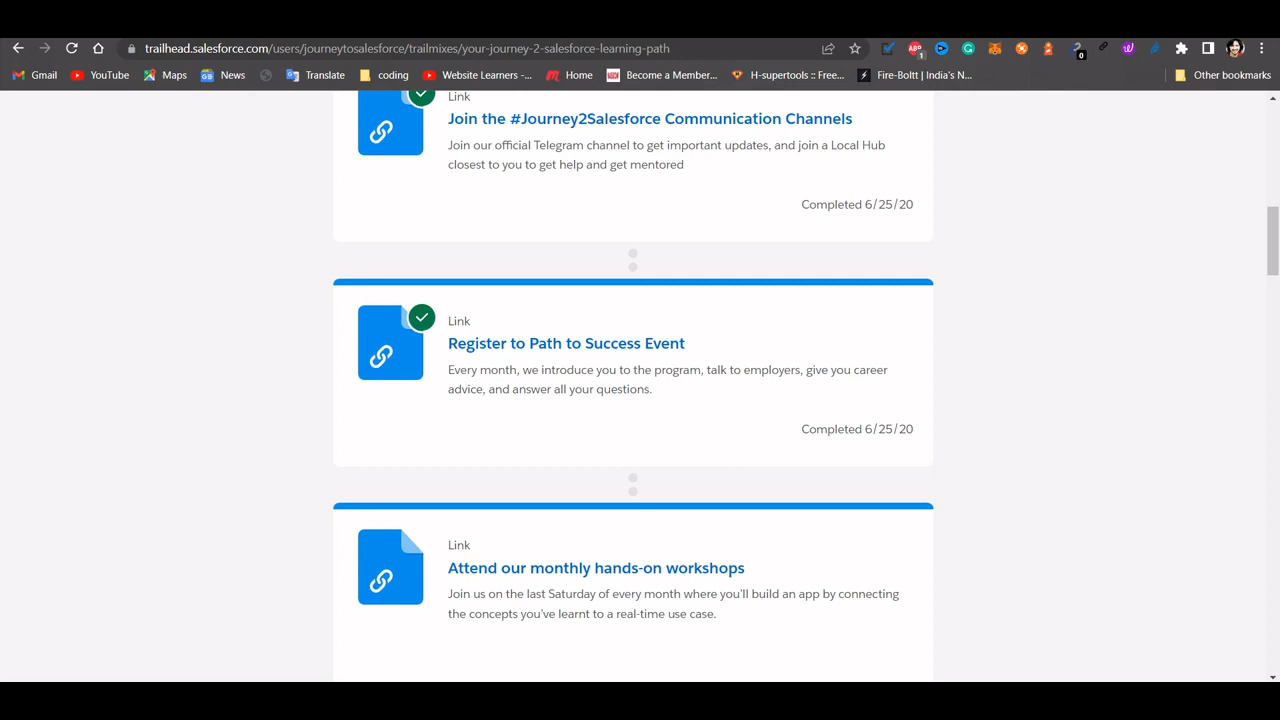 trailhead.salesforce.com/users/journeytosalesforce/trailmixes/your-journey-2-salesforce-learning-path
ABP 1 0
Gmail YouTube Maps News Translate coding Website Learners -... Home Become a Member... H-supertools :: Free... Fire-Boltt | India's N... Other bookmarks
Link
Join the #Journey2Salesforce Communication Channels
Join our official Telegram channel to get important updates, and join a Local Hub
closest to you to get help and get mentored
Completed 6/25/20
Link
Register to Path to Success Event
Every month, we introduce you to the program, talk to employers, give you career
advice, and answer all your questions.
Completed 6/25/20
Link
Attend our monthly hands-on workshops
Join us on the last Saturday of every month where you'll build an app by connecting
the concepts you've learnt to a real-time use case.